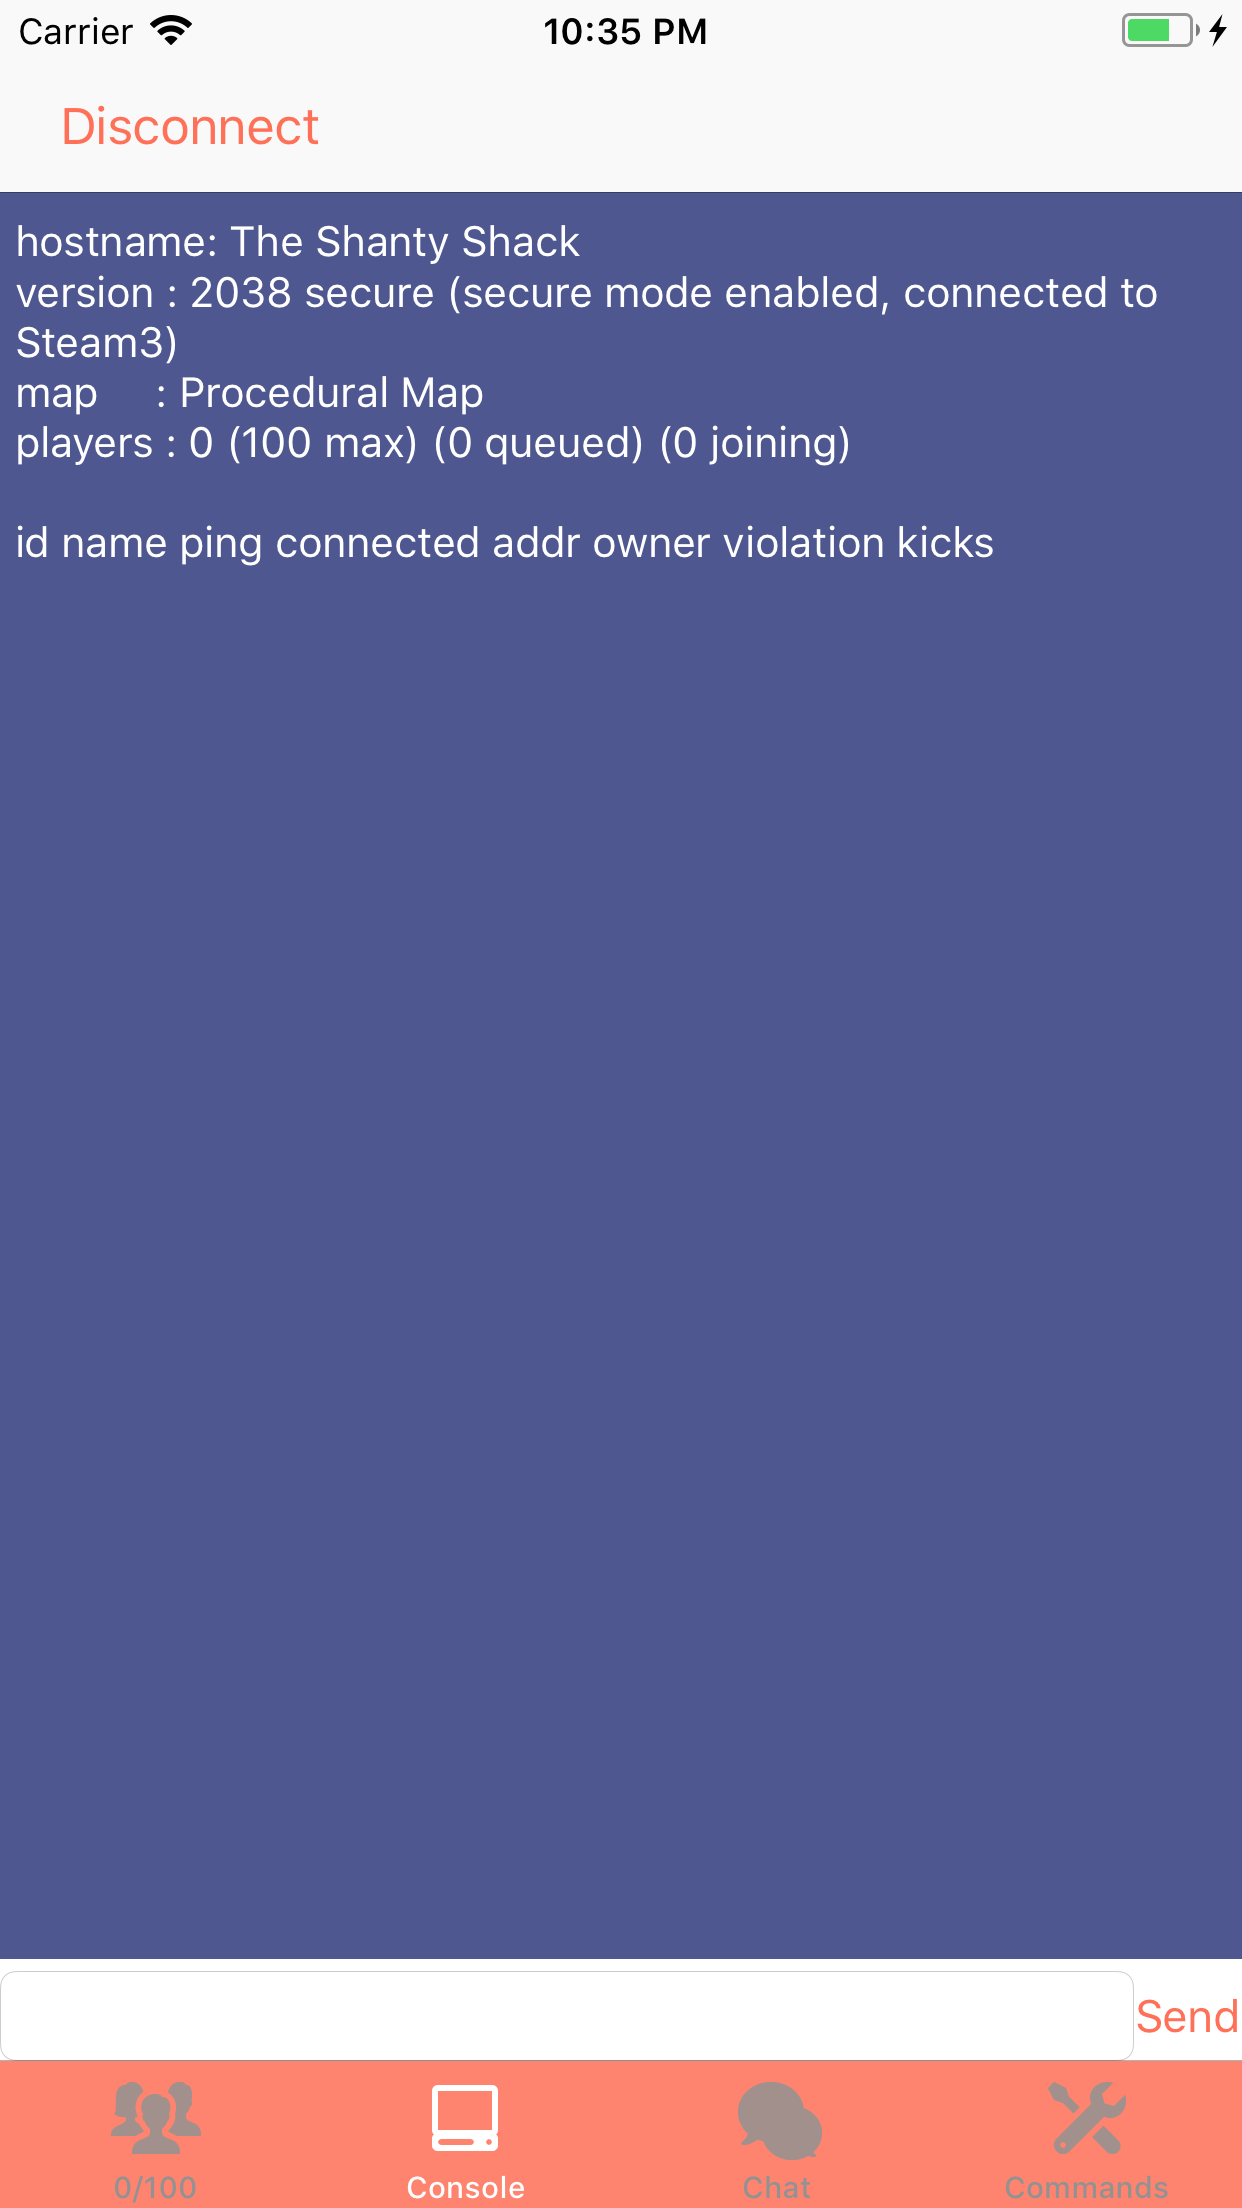 Carrier 10:35 PM
Disconnect
hostname: The Shanty Shack
version : 2038 secure (secure mode enabled, connected to
Steam3)
map     : Procedural Map
players : 0 (100 max) (0 queued) (0 joining)
id name ping connected addr owner violation kicks
Send
0/100 Console Chat Commands